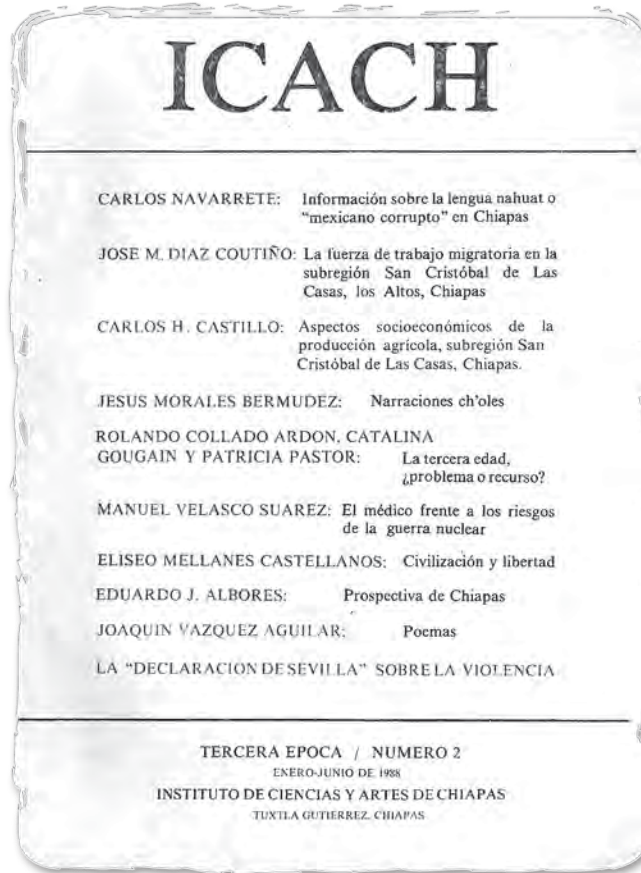 ICACH
CARLOS NAVARRETE: Información sobre la lengua nahuat o
"mexicano corrupto" en Chiapas
JOSE M. DIAZ COUTIÑO: La fuerza de trabajo migratoria en la
subregión San Cristóbal de Las
Casas, los Altos, Chiapas
CARLOS H. CASTILLO: Aspectos socioeconómicos de la
producción agrícola, subregión San
Cristóbal de Las Casas, Chiapas.
JESUS MORALES BERMUDEZ: Narraciones ch'oles
ROLANDO COLLADO ARDON, CATALINA
GOUGAIN Y PATRICIA PASTOR: La tercera edad,
¿problema o recurso?
MANUEL VELASCO SUAREZ: El médico frente a los riesgos
de la guerra nuclear
ELISEO MELLANES CASTELLANOS: Civilización y libertad
EDUARDO J. ALBORES: Prospectiva de Chiapas
JOAQUIN VAZQUEZ AGUILAR: Poemas
LA "DECLARACION DE SEVILLA" SOBRE LA VIOLENCIA
TERCERA EPOCA / NUMERO 2
ENERO-JUNIO DE 1988
INSTITUTO DE CIENCIAS Y ARTES DE CHIAPAS
TUXTLA GUTIERREZ, CHIAPAS